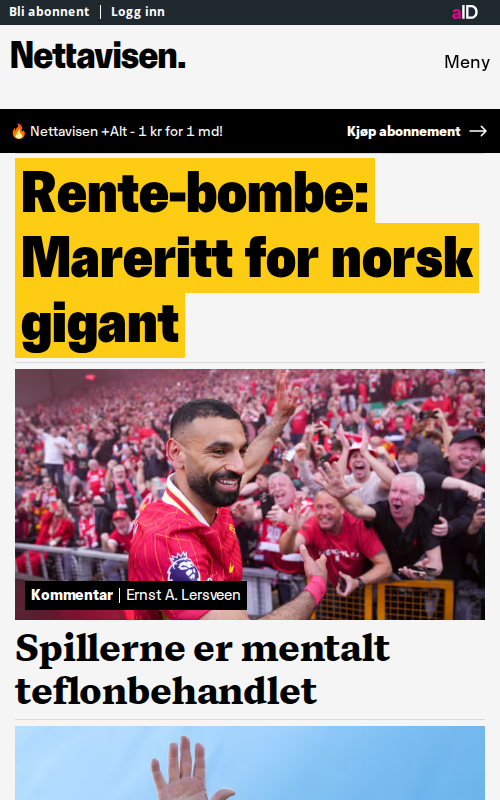 Bli abonnent | Logg inn
aID
Nettavisen.
Meny
🔥 Nettavisen +Alt - 1 kr for 1 md!
Kjøp abonnement →
Rente-bombe:
Mareritt for norsk
gigant
Kommentar | Ernst A. Lersveen
Spillerne er mentalt
teflonbehandlet